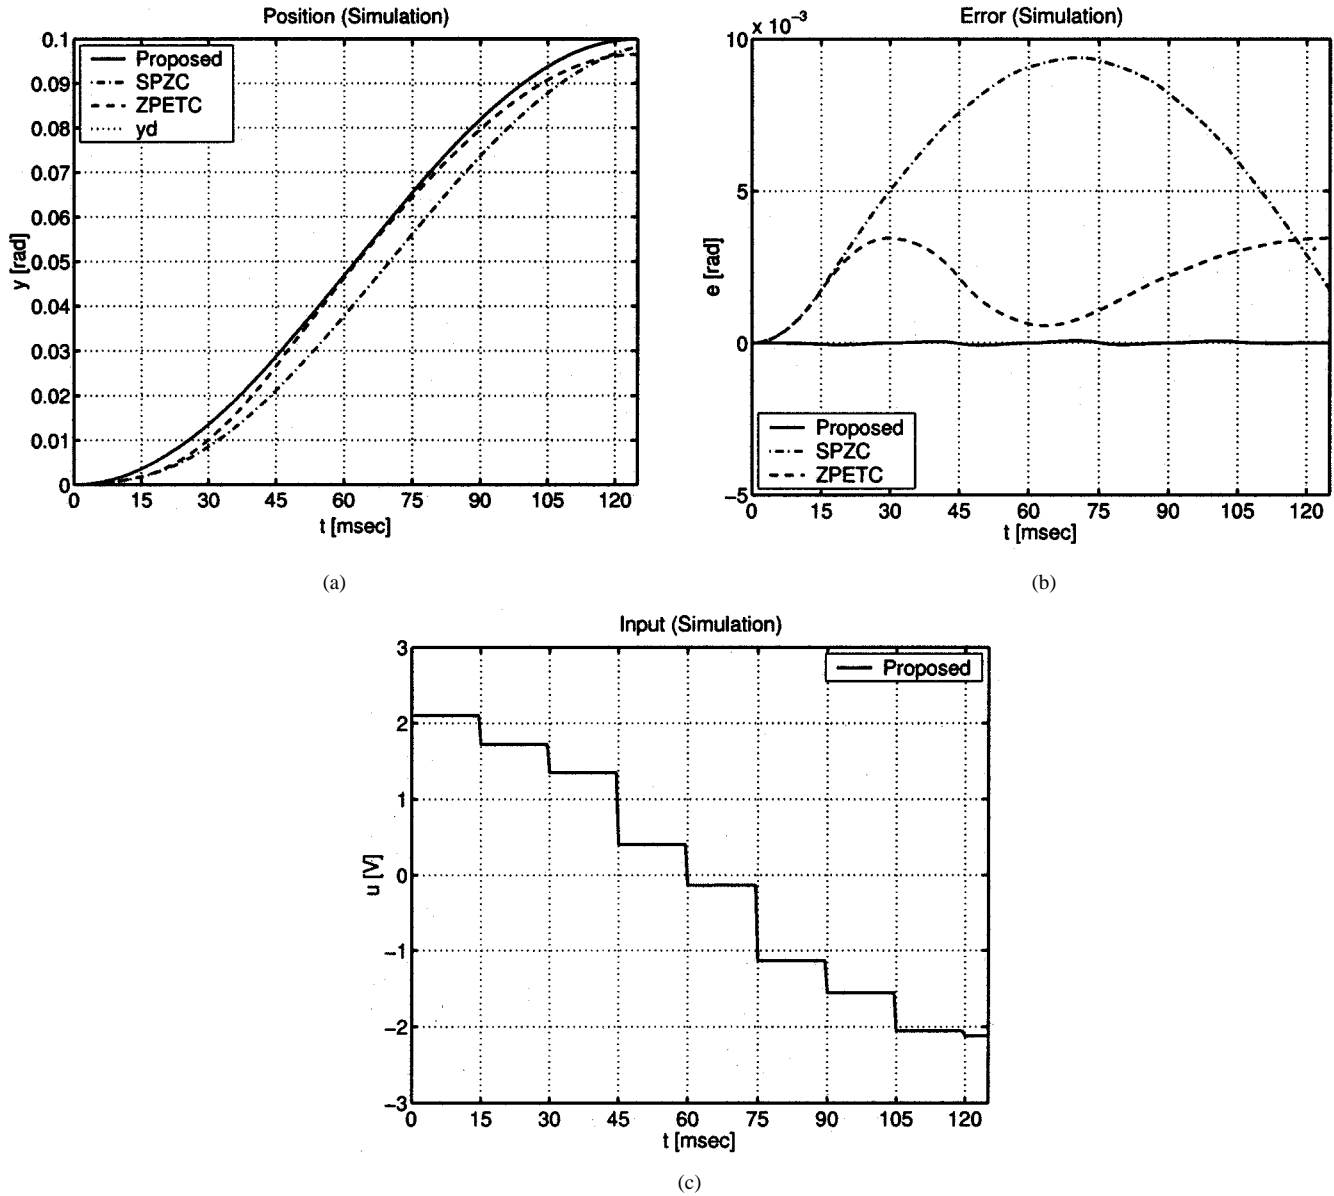 Position (Simulation)
0.1
0.09
0.08
0.07
0.06
0.05
0.04
0.03
0.02
0.01
0
y [rad]
Proposed
SPZC
ZPETC
yd
0 15 30 45 60 75 90 105 120
t [msec]
(a)
Error (Simulation)
x 10⁻³
10
5
0
−5
e [rad]
Proposed
SPZC
ZPETC
0 15 30 45 60 75 90 105 120
t [msec]
(b)
Input (Simulation)
3
2
1
0
−1
−2
−3
u [V]
Proposed
0 15 30 45 60 75 90 105 120
t [msec]
(c)